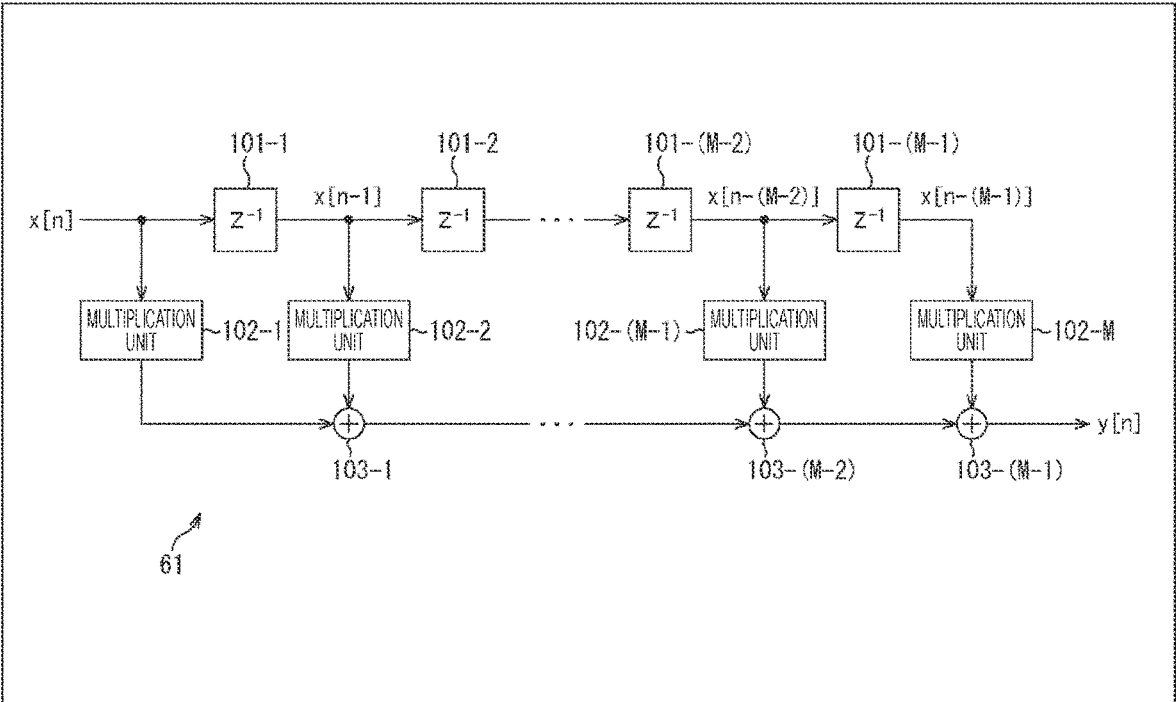 101-1 101-2 101-(M-2) 101-(M-1)
x[n] Z⁻¹ x[n-1] Z⁻¹ ... Z⁻¹ x[n-(M-2)] Z⁻¹ x[n-(M-1)]
MULTIPLICATION UNIT 102-1 MULTIPLICATION UNIT 102-2 102-(M-1) MULTIPLICATION UNIT MULTIPLICATION UNIT 102-M
+ ... + + y[n]
103-1 103-(M-2) 103-(M-1)
61